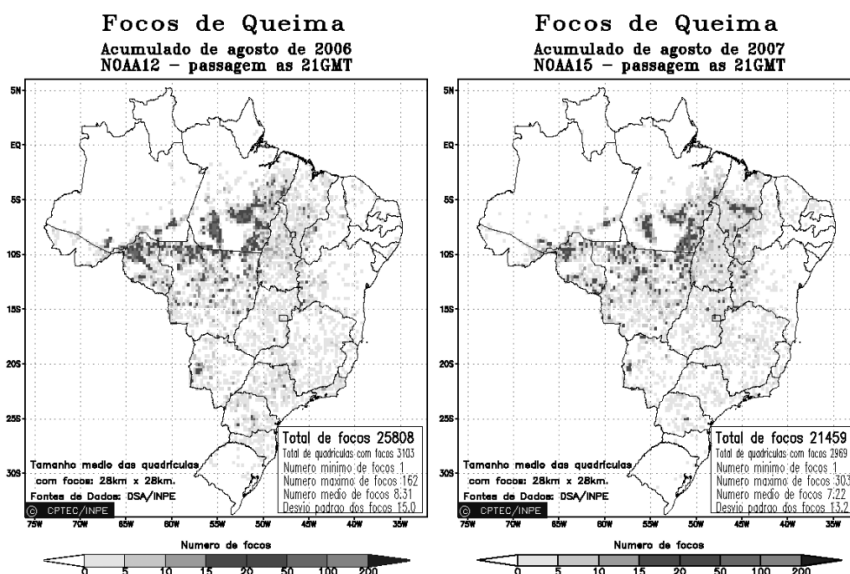 Focos de Queima
Acumulado de agosto de 2006
NOAA12 – passagem as 21GMT
5N
EQ
5S
10S
15S
20S
25S
30S
75W 70W 65W 60W 55W 50W 45W 40W 35W
Total de focos 25808
Total de quadriculas com focos 3103
Numero minimo de focos 1
Numero maximo de focos 162
Numero medio de focos 8.31
Desvio padrao dos focos 15.0
Tamanho medio das quadriculas
com focos: 28km x 28km.
Fontes de Dados: DSA/INPE
© CPTEC/INPE
Numero de focos
0 5 10 15 20 50 100 200
Focos de Queima
Acumulado de agosto de 2007
NOAA15 – passagem as 21GMT
5N
EQ
5S
10S
15S
20S
25S
30S
75W 70W 65W 60W 55W 50W 45W 40W 35W
Total de focos 21459
Total de quadriculas com focos 2969
Numero minimo de focos 1
Numero maximo de focos 303
Numero medio de focos 7.22
Desvio padrao dos focos 13.2
Tamanho medio das quadriculas
com focos: 28km x 28km.
Fontes de Dados: DSA/INPE
© CPTEC/INPE
Numero de focos
0 5 10 15 20 50 100 200